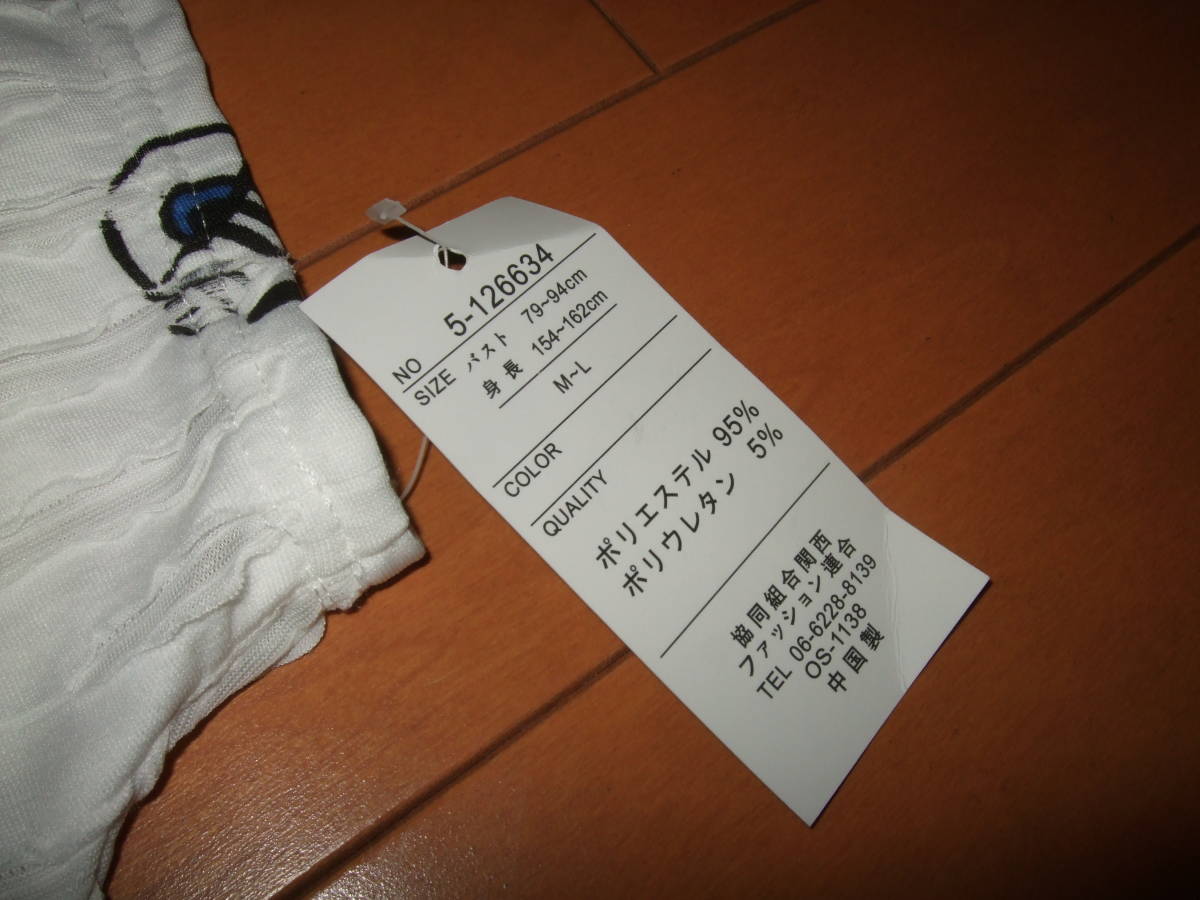 NO 5-126634
SIZE バスト 79~94cm
身長 154~162cm
M~L
COLOR
QUALITY
ポリエステル 95%
ポリウレタン 5%
協同組合関西
ファッション連合
TEL 06-6228-8139
OS-1138
中国製